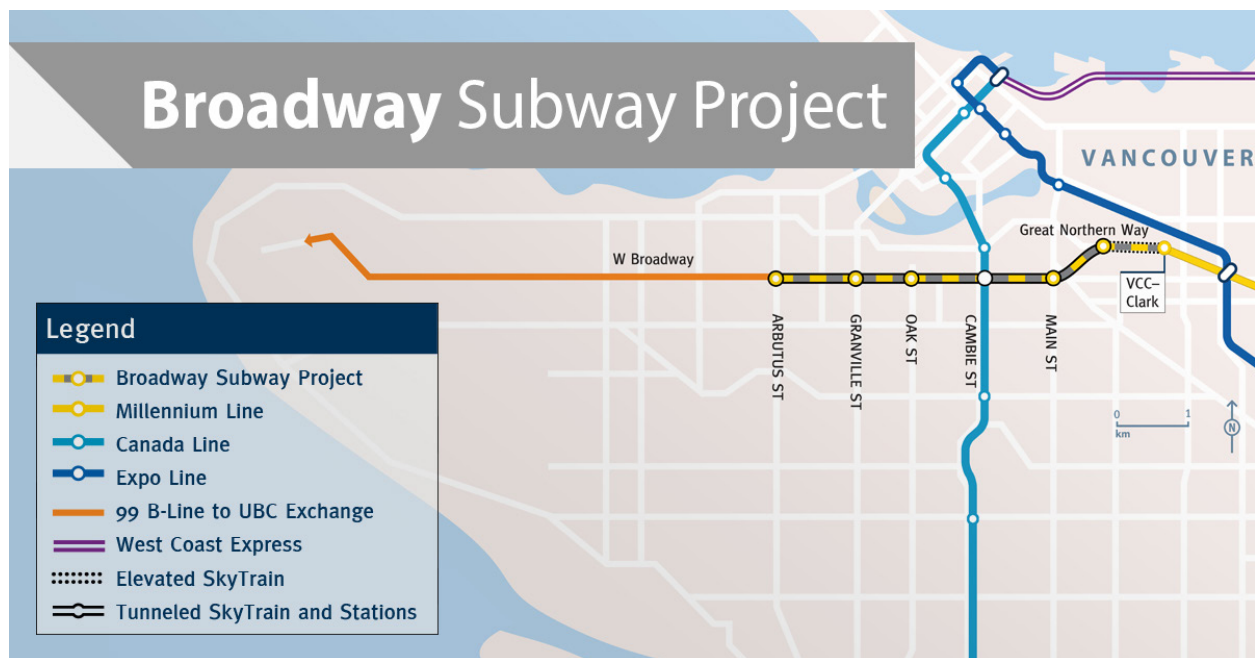 Broadway Subway Project
VANCOUVER
Great Northern Way
W Broadway
VCC–
Clark
ARBUTUS ST
GRANVILLE ST
OAK ST
CAMBIE ST
MAIN ST
0 1
km
N
Legend
Broadway Subway Project
Millennium Line
Canada Line
Expo Line
99 B-Line to UBC Exchange
West Coast Express
Elevated SkyTrain
Tunneled SkyTrain and Stations